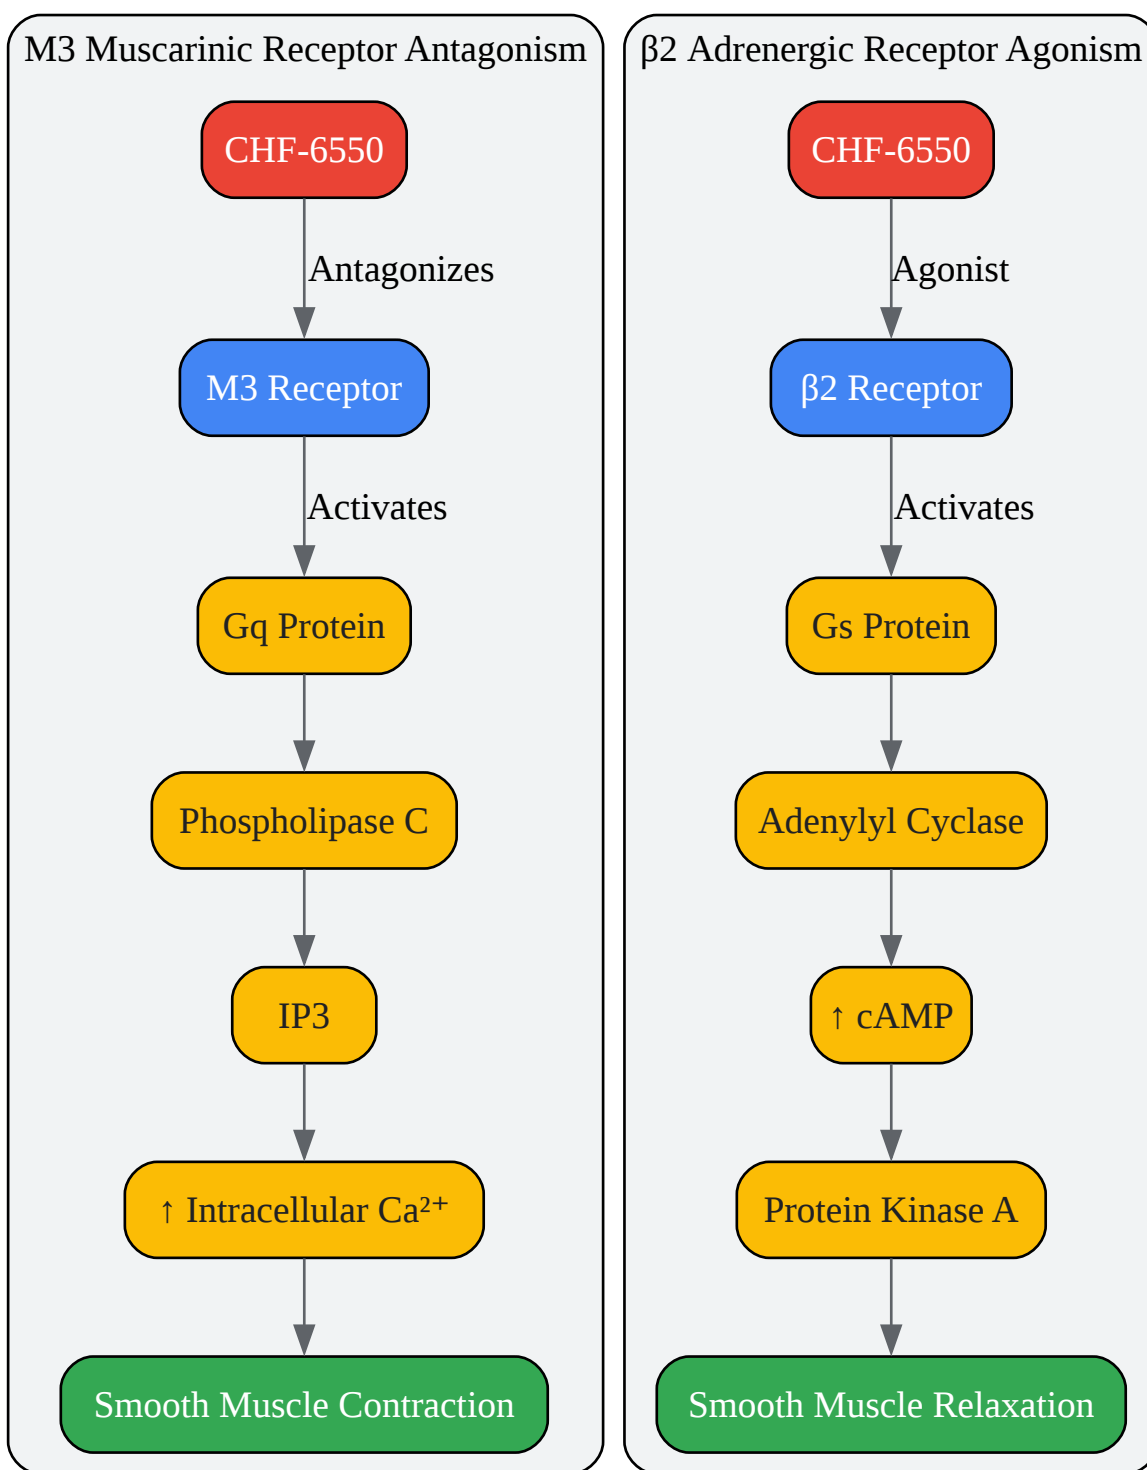 M3 Muscarinic Receptor Antagonism
CHF-6550
Antagonizes
M3 Receptor
Activates
Gq Protein
Phospholipase C
IP3
↑ Intracellular Ca²⁺
Smooth Muscle Contraction
β2 Adrenergic Receptor Agonism
CHF-6550
Agonist
β2 Receptor
Activates
Gs Protein
Adenylyl Cyclase
↑ cAMP
Protein Kinase A
Smooth Muscle Relaxation